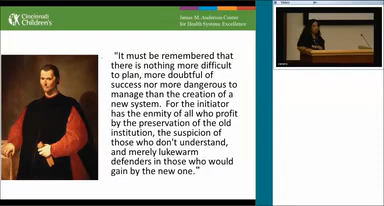 Cincinnati
Children's
James M. Anderson Center
for Health Systems Excellence
"It must be remembered that
there is nothing more difficult
to plan, more doubtful of
success nor more dangerous to
manage than the creation of a
new system. For the initiator
has the enmity of all who profit
by the preservation of the old
institution, the suspicion of
those who don't understand,
and merely lukewarm
defenders in those who would
gain by the new one."